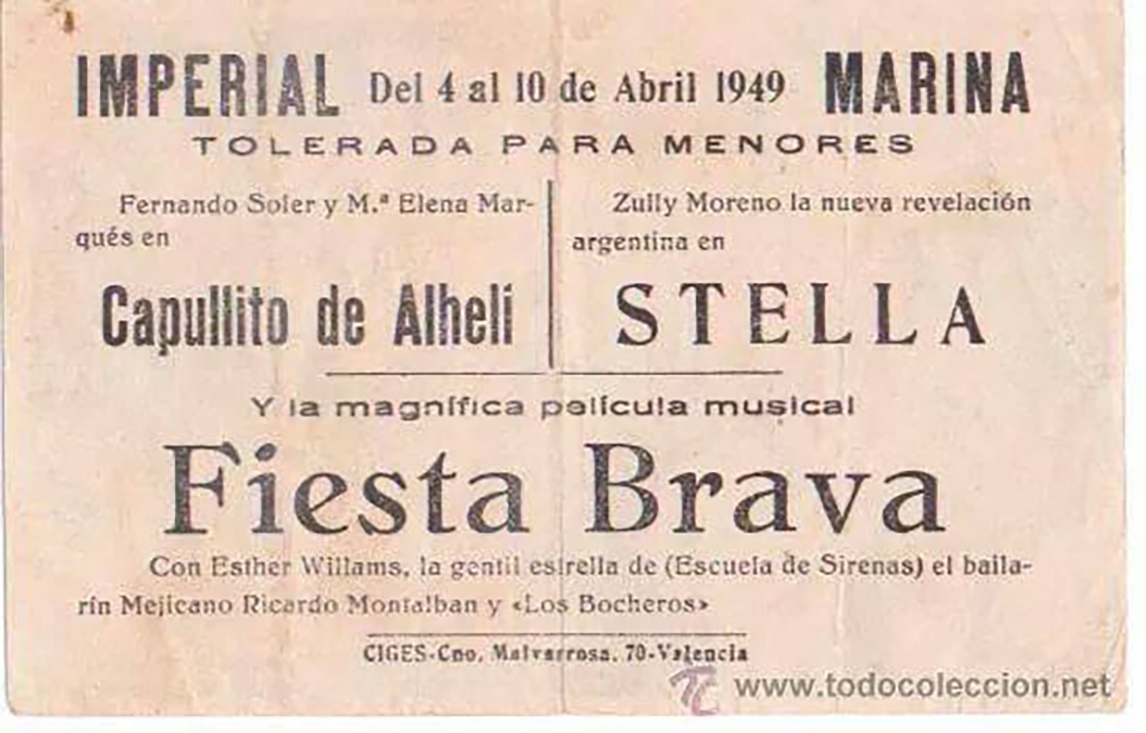 IMPERIAL Del 4 al 10 de Abril 1949 MARINA
TOLERADA PARA MENORES
Fernando Soler y M.ª Elena Mar-
qués en
Capullito de Alhelí
Zully Moreno la nueva revelación
argentina en
STELLA
Y la magnífica película musical
Fiesta Brava
Con Esther Willams, la gentil estrella de (Escuela de Sirenas) el baila-
rín Mejicano Ricardo Montalban y «Los Bocheros»
CIGES-Cno. Malvarrosa, 70-Valencia
tc www.todocoleccion.net